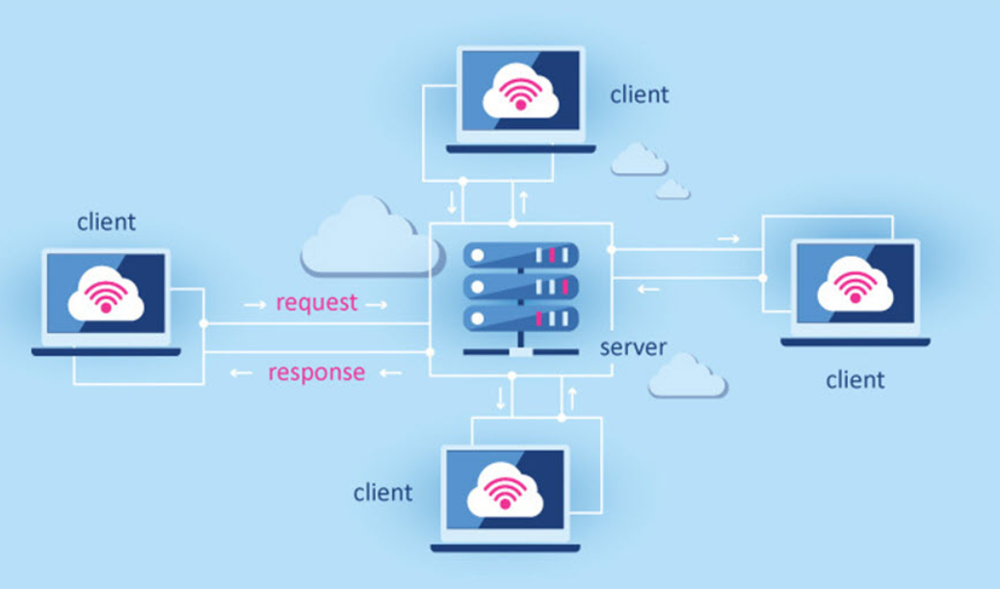 client
client
request
response
server
client
client